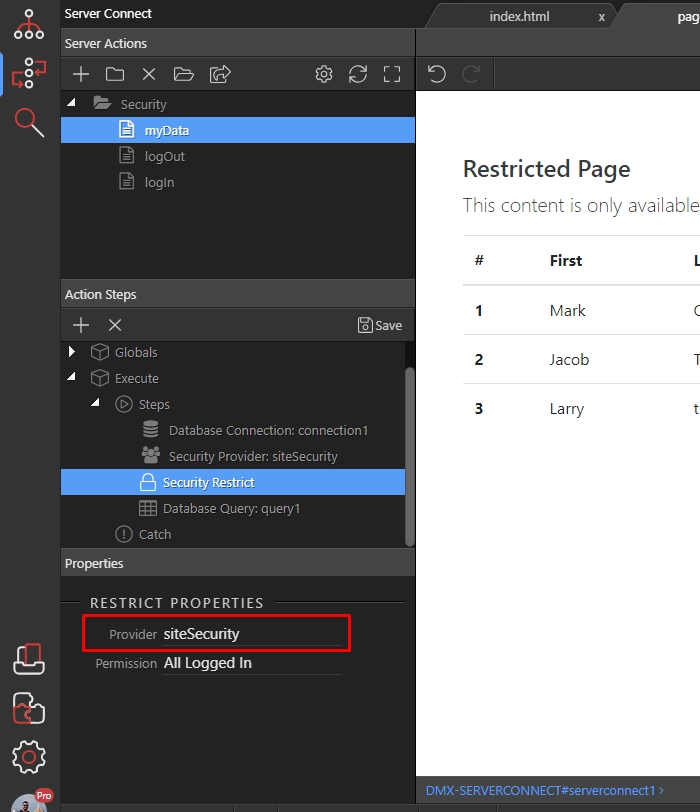 Server Connect
index.html x
Server Actions
Security
myData
logOut
logIn
Restricted Page
This content is only available
# First
1 Mark
2 Jacob
3 Larry
Action Steps
Save
Globals
Execute
Steps
Database Connection: connection1
Security Provider: siteSecurity
Security Restrict
Database Query: query1
Catch
Properties
RESTRICT PROPERTIES
Provider siteSecurity
Permission All Logged In
DMX-SERVERCONNECT#serverconnect1 ›
Pro